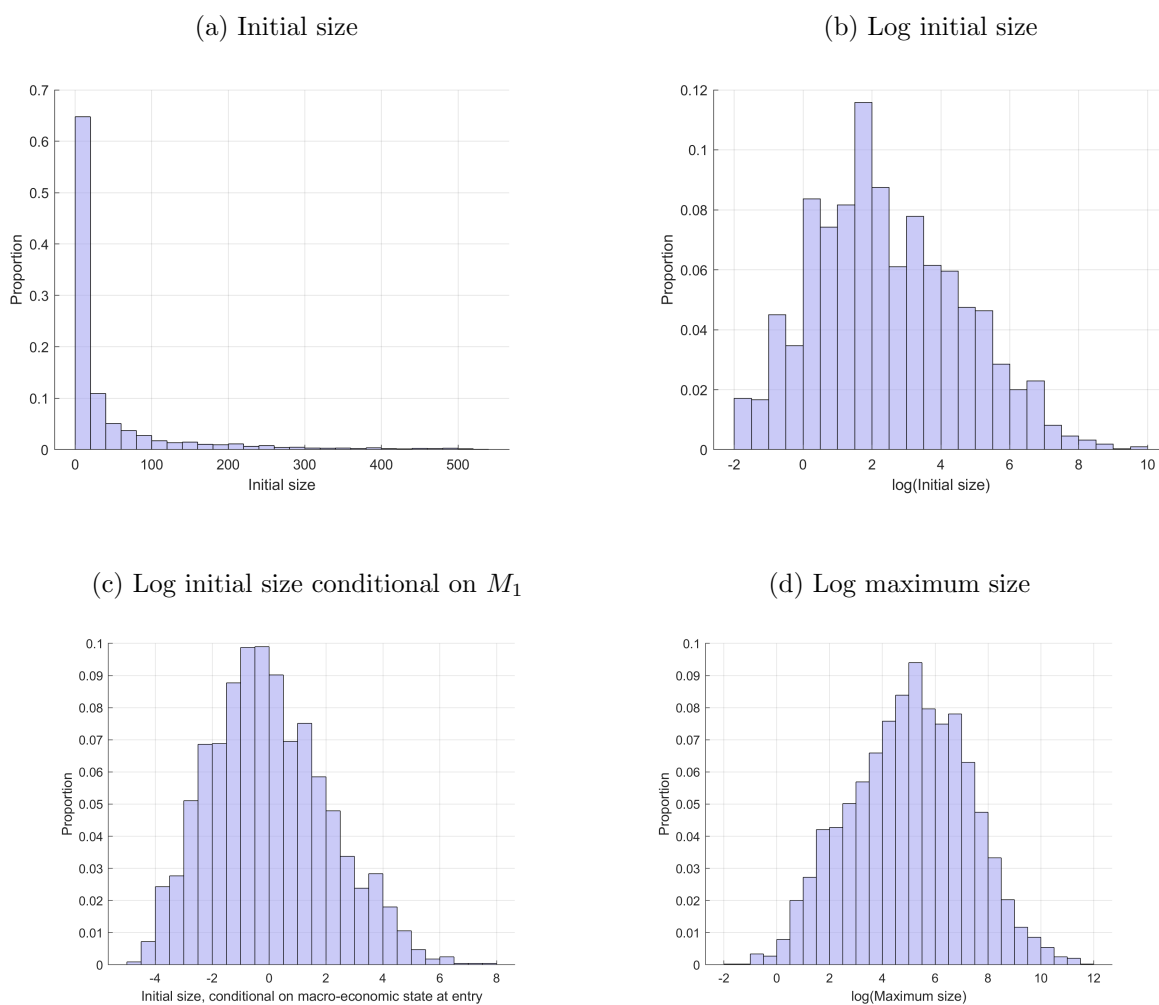 (a) Initial size
(b) Log initial size
0.7
0.6
0.5
0.4
0.3
0.2
0.1
0
Proportion
0 100 200 300 400 500
Initial size
0.12
0.1
0.08
0.06
0.04
0.02
0
Proportion
-2 0 2 4 6 8 10
log(Initial size)
(c) Log initial size conditional on M₁
(d) Log maximum size
0.1
0.09
0.08
0.07
0.06
0.05
0.04
0.03
0.02
0.01
0
Proportion
-4 -2 0 2 4 6 8
Initial size, conditional on macro-economic state at entry
0.1
0.09
0.08
0.07
0.06
0.05
0.04
0.03
0.02
0.01
0
Proportion
-2 0 2 4 6 8 10 12
log(Maximum size)